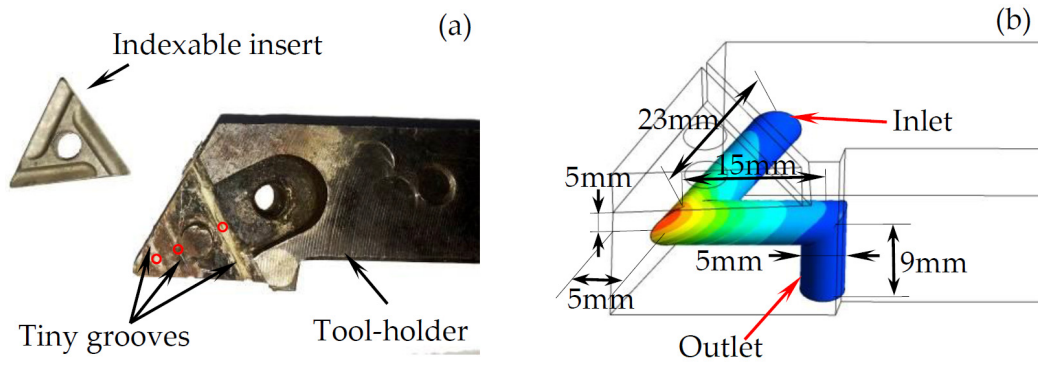 (a)
Indexable insert
Tiny grooves
Tool-holder
(b)
23mm
Inlet
15mm
5mm
5mm
9mm
5mm
Outlet